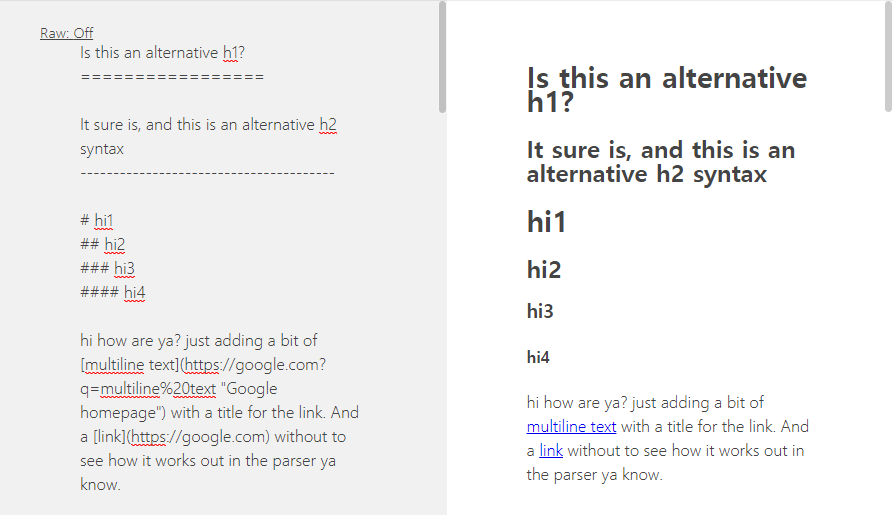 Raw: Off
Is this an alternative h1?
=================
It sure is, and this is an alternative h2
syntax
---------------------------------------
# hi1
## hi2
### hi3
#### hi4
hi how are ya? just adding a bit of
[multiline text](https://google.com?
q=multiline%20text "Google
homepage") with a title for the link. And
a [link](https://google.com) without to
see how it works out in the parser ya
know.
Is this an alternative
h1?
It sure is, and this is an
alternative h2 syntax
hi1
hi2
hi3
hi4
hi how are ya? just adding a bit of
multiline text with a title for the link. And
a link without to see how it works out in
the parser ya know.